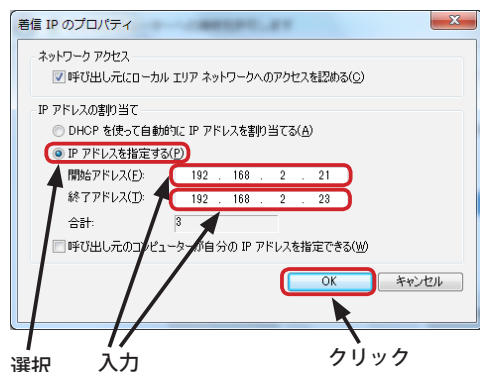 着信 IP のプロパティ
ネットワーク アクセス
呼び出し元にローカル エリア ネットワークへのアクセスを認める(C)
IP アドレスの割り当て
DHCP を使って自動的に IP アドレスを割り当てる(A)
IP アドレスを指定する(P)
開始アドレス(F): 192 . 168 . 2 . 21
終了アドレス(T): 192 . 168 . 2 . 23
合計: 3
呼び出し元のコンピューターが自分の IP アドレスを指定できる(W)
OK キャンセル
選択 入力 クリック